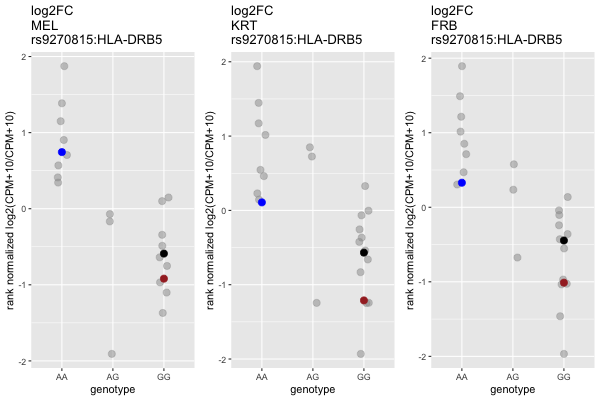 log2FC
MEL
rs9270815:HLA-DRB5
rank normalized log2(CPM+10/CPM+10)
2
1
0
-1
-2
AA
AG
GG
genotype
log2FC
KRT
rs9270815:HLA-DRB5
rank normalized log2(CPM+10/CPM+10)
2
1
0
-1
-2
AA
AG
GG
genotype
log2FC
FRB
rs9270815:HLA-DRB5
rank normalized log2(CPM+10/CPM+10)
2
1
0
-1
-2
AA
AG
GG
genotype